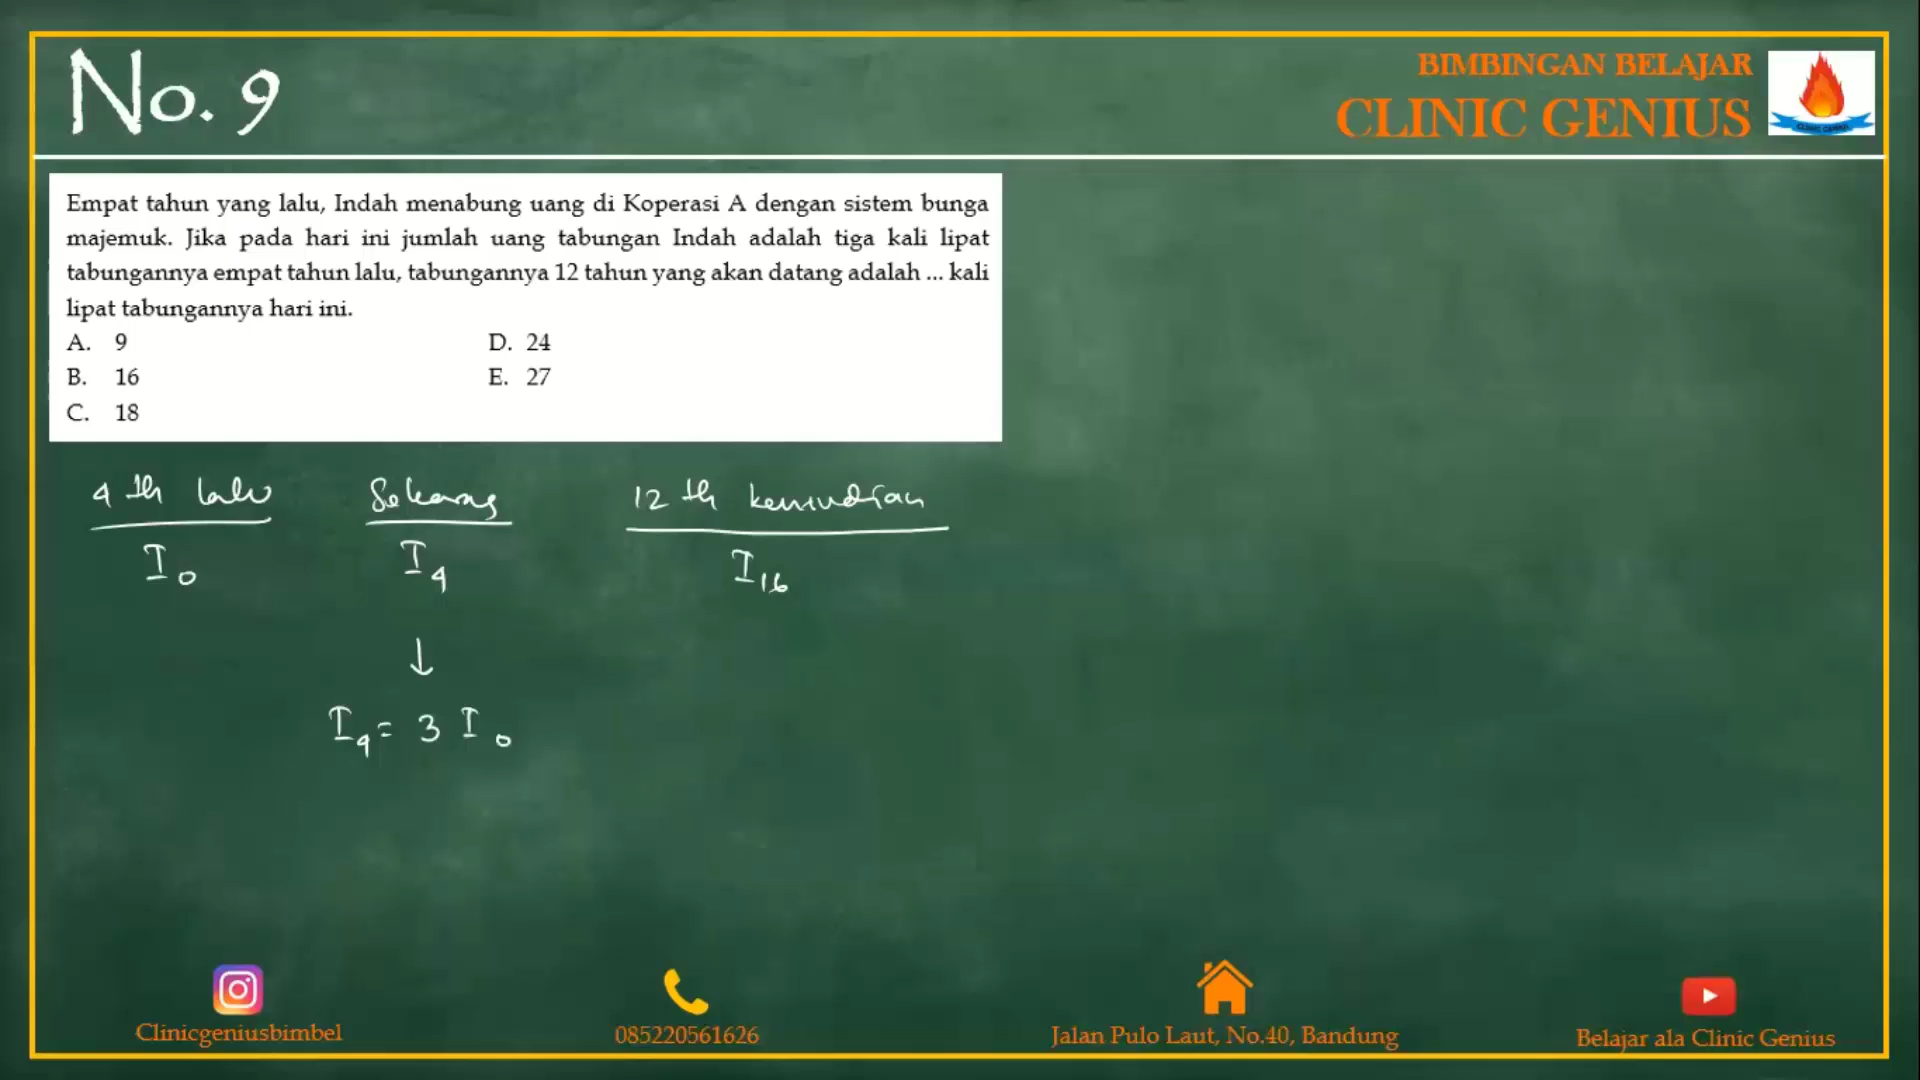 No. 9
BIMBINGAN BELAJAR
CLINIC GENIUS
CLINIC GENIUS
Empat tahun yang lalu, Indah menabung uang di Koperasi A dengan sistem bunga
majemuk. Jika pada hari ini jumlah uang tabungan Indah adalah tiga kali lipat
tabungannya empat tahun lalu, tabungannya 12 tahun yang akan datang adalah ... kali
lipat tabungannya hari ini.
A. 9
B. 16
C. 18
D. 24
E. 27
4 th lalu
Sekarang
12 th kemudian
I₀
I₄
I₁₆
↓
I₄ = 3 I₀
Clinicgeniusbimbel
085220561626
Jalan Pulo Laut, No.40, Bandung
Belajar ala Clinic Genius